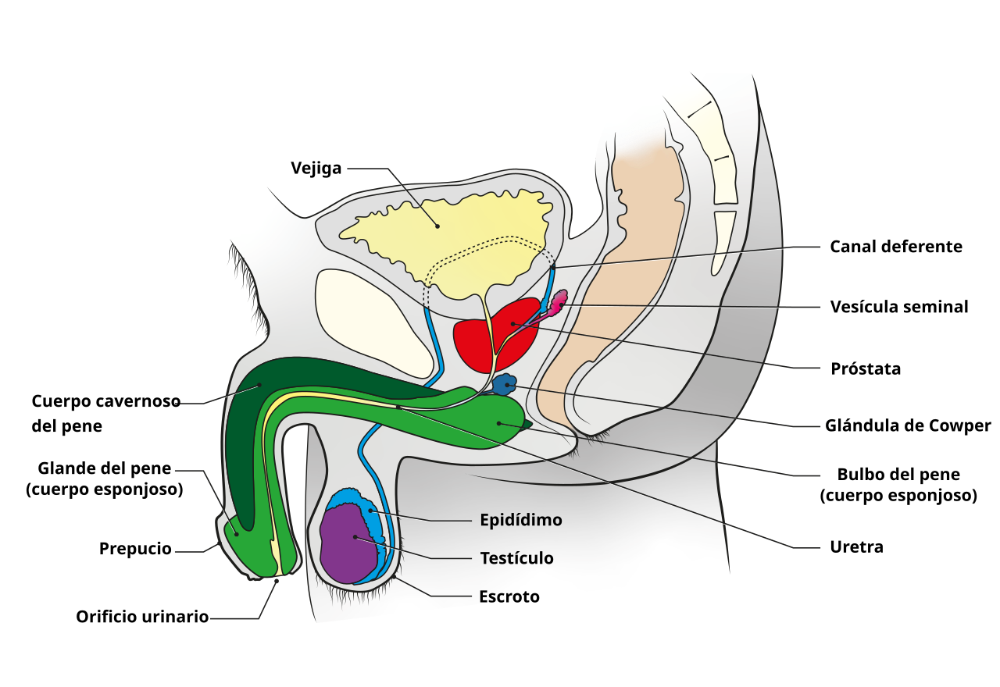 Vejiga
Canal deferente
Vesícula seminal
Próstata
Cuerpo cavernoso
del pene
Glándula de Cowper
Glande del pene
(cuerpo esponjoso)
Bulbo del pene
(cuerpo esponjoso)
Epidídimo
Prepucio
Uretra
Testículo
Escroto
Orificio urinario